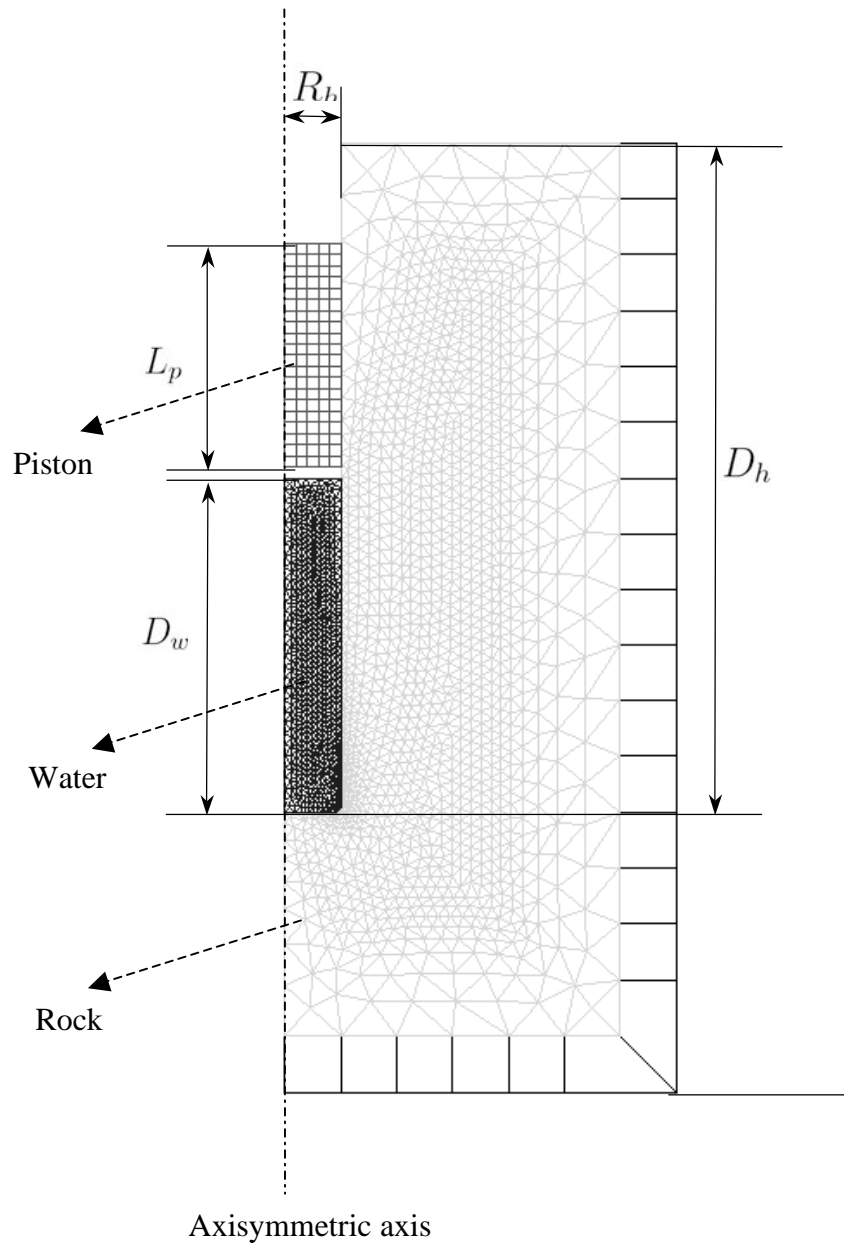 R_h
L_p
Piston
D_h
D_w
Water
Rock
Axisymmetric axis